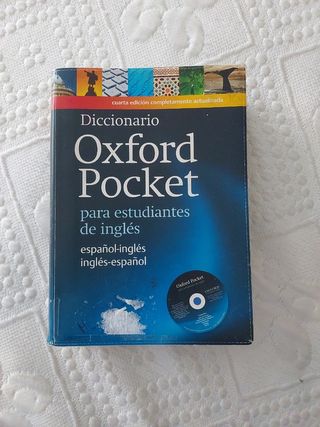 cuarta edición completamente actualizada
Diccionario
Oxford
Pocket
para estudiantes
de inglés
español-inglés
inglés-español
Oxford Pocket